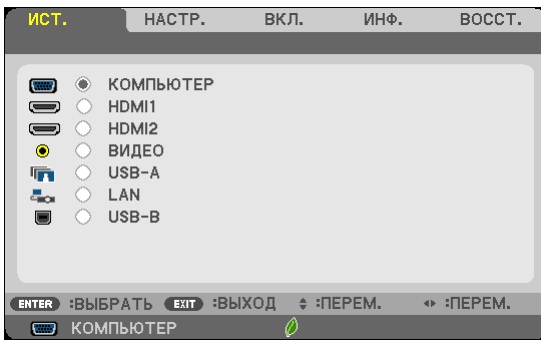 ИСТ. НАСТР. ВКЛ. ИНФ. ВОССТ.
КОМПЬЮТЕР
HDMI1
HDMI2
ВИДЕО
USB-A
LAN
USB-B
ENTER :ВЫБРАТЬ EXIT :ВЫХОД :ПЕРЕМ. :ПЕРЕМ.
КОМПЬЮТЕР